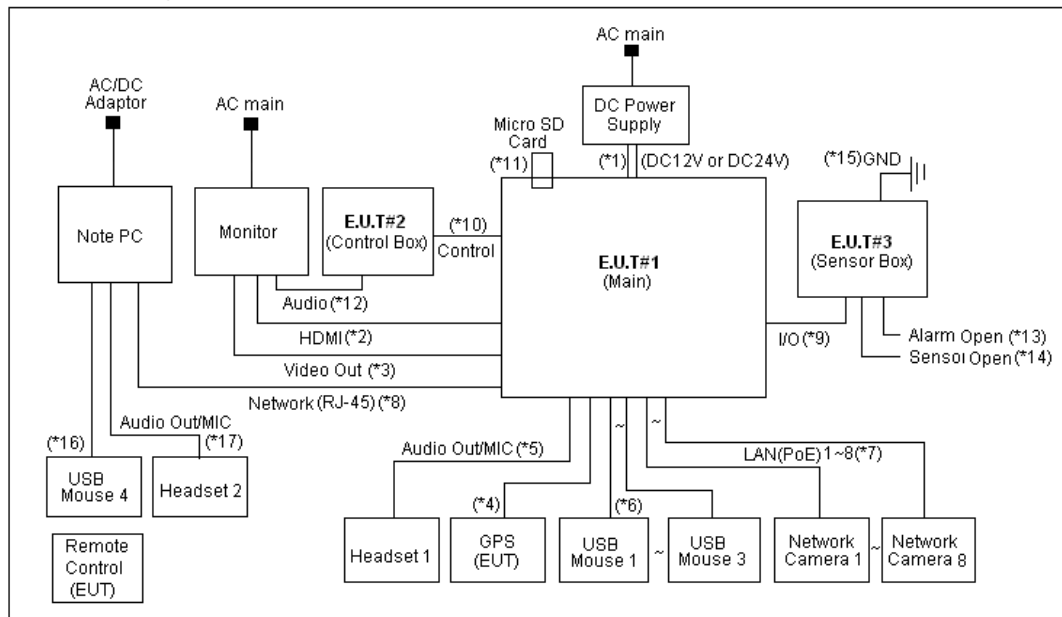 AC main
AC/DC
Adaptor
AC main
DC Power
Supply
Micro SD
Card
(*11)
(*1)
(DC12V or DC24V)
(*15)GND
Note PC
Monitor
E.U.T#2
(Control Box)
(*10)
Control
E.U.T#1
(Main)
E.U.T#3
(Sensor Box)
Audio (*12)
HDMI (*2)
I/O (*9)
Alarm Open (*13)
Sensor Open (*14)
Video Out (*3)
Network (RJ-45) (*8)
Audio Out/MIC
(*16)
(*17)
~
~
Audio Out/MIC (*5)
LAN(PoE) 1~8(*7)
USB
Mouse 4
Headset 2
(*4)
(*6)
Remote
Control
(EUT)
Headset 1
GPS
(EUT)
USB
Mouse 1
~
USB
Mouse 3
Network
Camera 1
~
Network
Camera 8